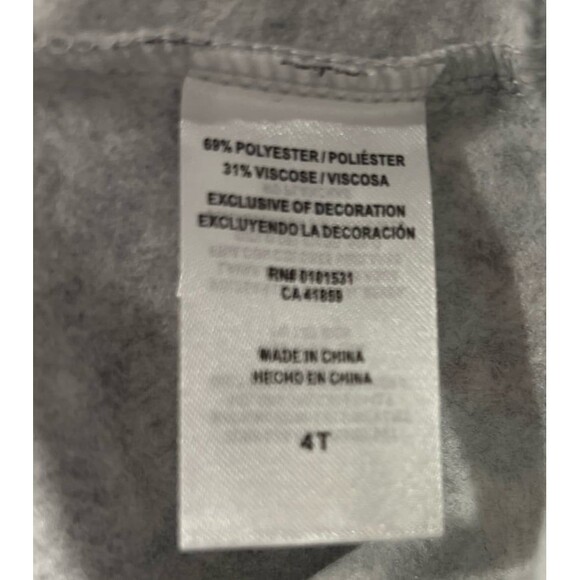 69% POLYESTER / POLIÉSTER
31% VISCOSE / VISCOSA
EXCLUSIVE OF DECORATION
EXCLUYENDO LA DECORACIÓN
RN# 0101531
CA 41899
MADE IN CHINA
HECHO EN CHINA
4T